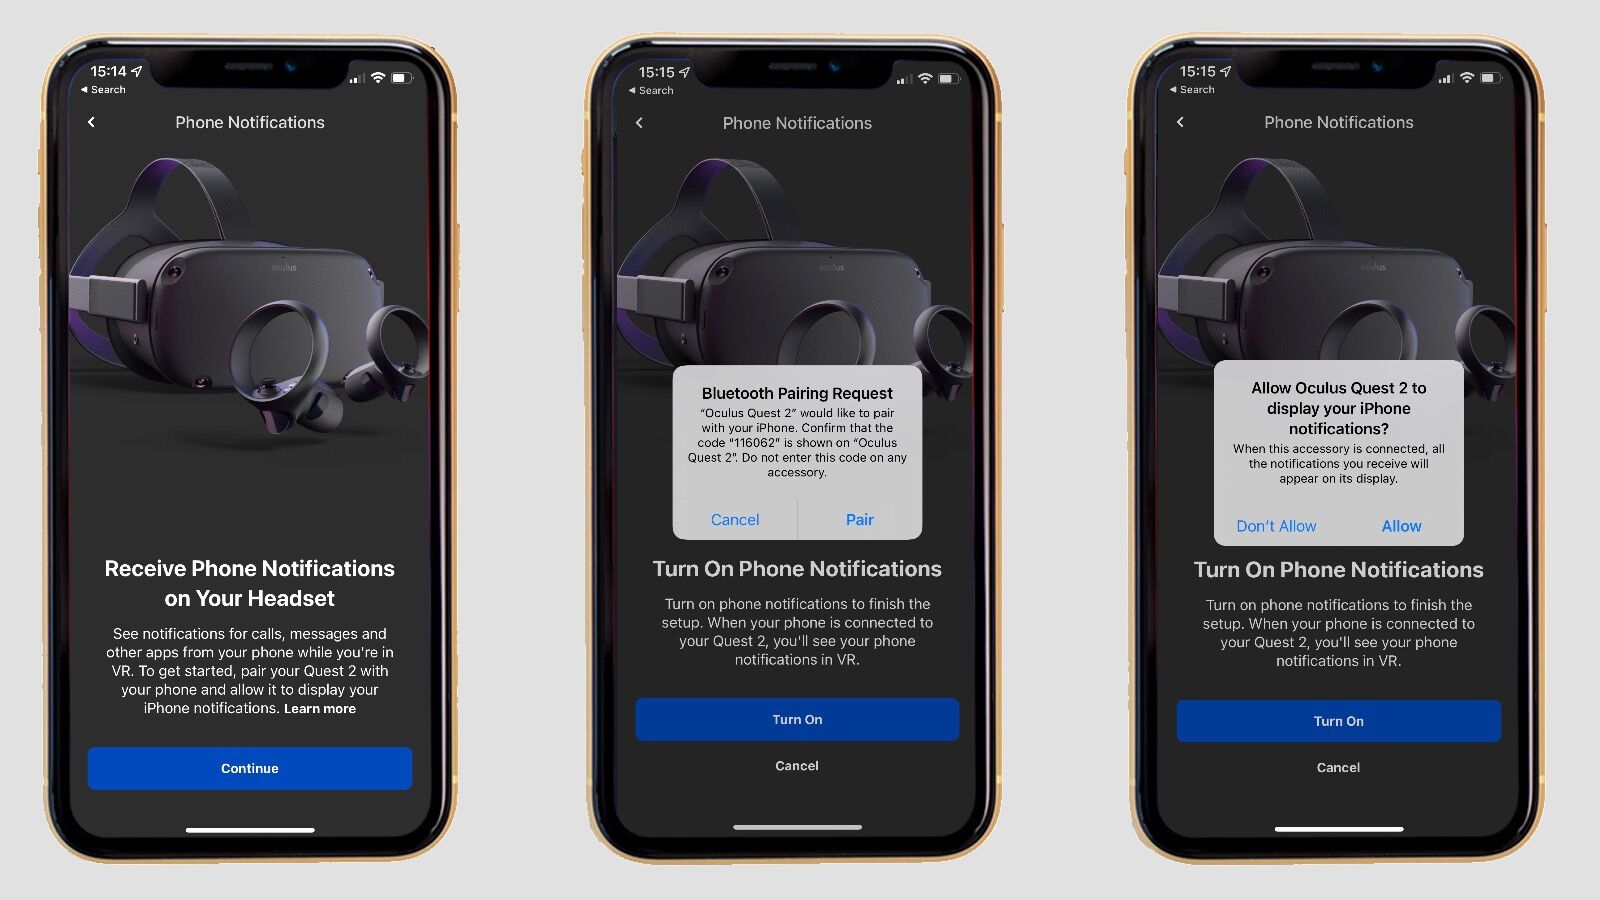 15:14
◀ Search
Phone Notifications
oculus
Receive Phone Notifications
on Your Headset
See notifications for calls, messages and
other apps from your phone while you're in
VR. To get started, pair your Quest 2 with
your phone and allow it to display your
iPhone notifications. Learn more
Continue
15:15
◀ Search
Phone Notifications
oculus
Bluetooth Pairing Request
“Oculus Quest 2” would like to pair
with your iPhone. Confirm that the
code “116062” is shown on “Oculus
Quest 2”. Do not enter this code on any
accessory.
Cancel
Pair
Turn On Phone Notifications
Turn on phone notifications to finish the
setup. When your phone is connected to
your Quest 2, you'll see your phone
notifications in VR.
Turn On
Cancel
15:15
◀ Search
Phone Notifications
oculus
Allow Oculus Quest 2 to
display your iPhone
notifications?
When this accessory is connected, all
the notifications you receive will
appear on its display.
Don’t Allow
Allow
Turn On Phone Notifications
Turn on phone notifications to finish the
setup. When your phone is connected to
your Quest 2, you'll see your phone
notifications in VR.
Turn On
Cancel